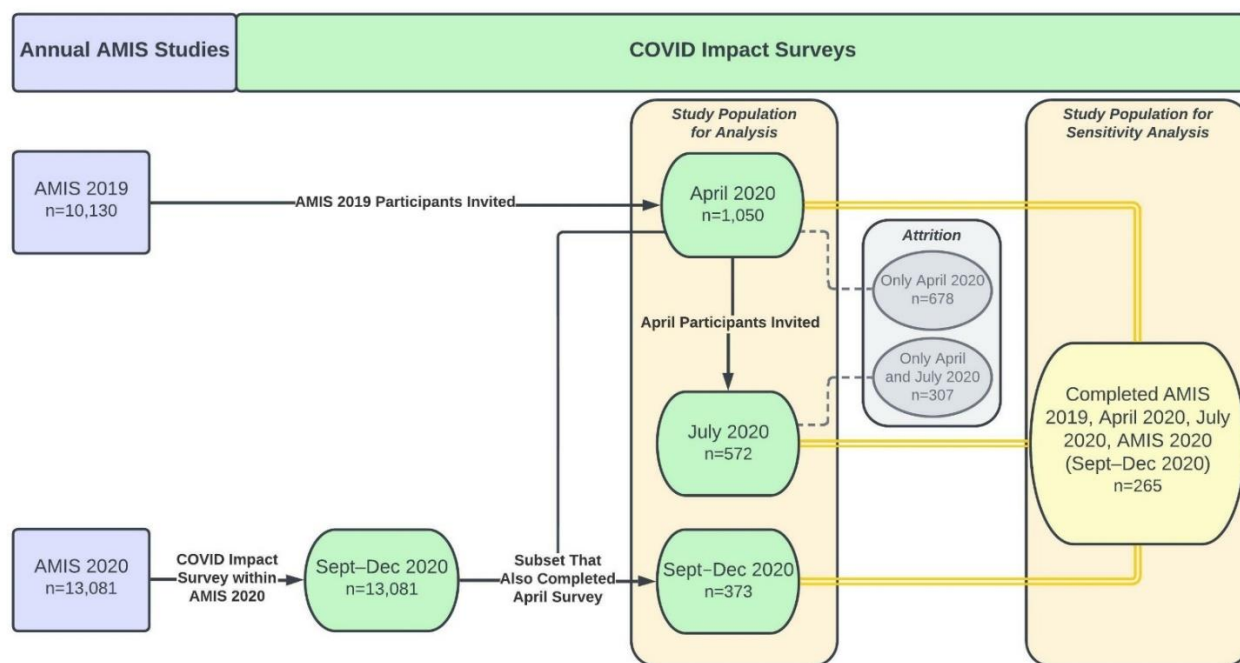 Annual AMIS Studies
COVID Impact Surveys
Study Population
for Analysis
Study Population for
Sensitivity Analysis
AMIS 2019
n=10,130
AMIS 2019 Participants Invited
April 2020
n=1,050
Attrition
Only April 2020
n=678
April Participants Invited
Only April
and July 2020
n=307
July 2020
n=572
Completed AMIS
2019, April 2020, July
2020, AMIS 2020
(Sept–Dec 2020)
n=265
AMIS 2020
n=13,081
COVID Impact
Survey within
AMIS 2020
Sept–Dec 2020
n=13,081
Subset That
Also Completed
April Survey
Sept–Dec 2020
n=373